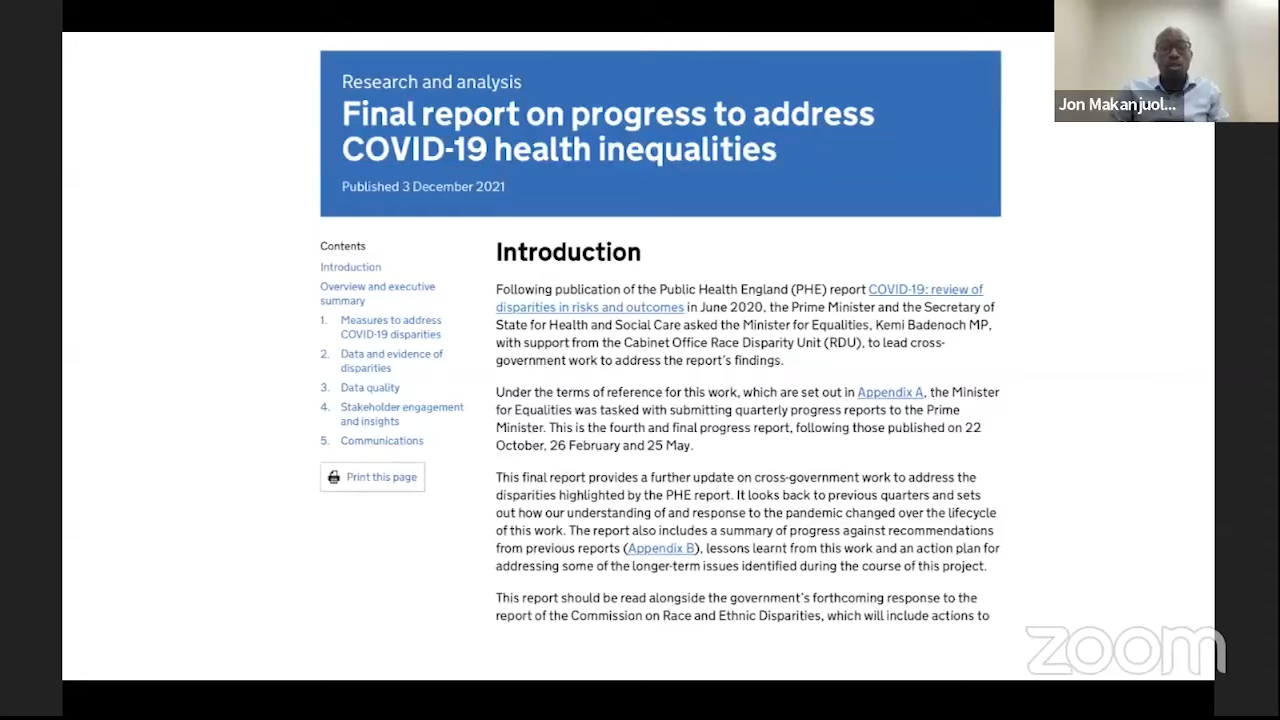 Research and analysis
Final report on progress to address
COVID-19 health inequalities
Published 3 December 2021
Jon Makanjuol...
Contents
Introduction
Overview and executive
summary
1. Measures to address
COVID-19 disparities
2. Data and evidence of
disparities
3. Data quality
4. Stakeholder engagement
and insights
5. Communications
Print this page
Introduction
Following publication of the Public Health England (PHE) report COVID-19: review of
disparities in risks and outcomes in June 2020, the Prime Minister and the Secretary of
State for Health and Social Care asked the Minister for Equalities, Kemi Badenoch MP,
with support from the Cabinet Office Race Disparity Unit (RDU), to lead cross-
government work to address the report's findings.
Under the terms of reference for this work, which are set out in Appendix A, the Minister
for Equalities was tasked with submitting quarterly progress reports to the Prime
Minister. This is the fourth and final progress report, following those published on 22
October, 26 February and 25 May.
This final report provides a further update on cross-government work to address the
disparities highlighted by the PHE report. It looks back to previous quarters and sets
out how our understanding of and response to the pandemic changed over the lifecycle
of this work. The report also includes a summary of progress against recommendations
from previous reports (Appendix B), lessons learnt from this work and an action plan for
addressing some of the longer-term issues identified during the course of this project.
This report should be read alongside the government's forthcoming response to the
report of the Commission on Race and Ethnic Disparities, which will include actions to
zoom